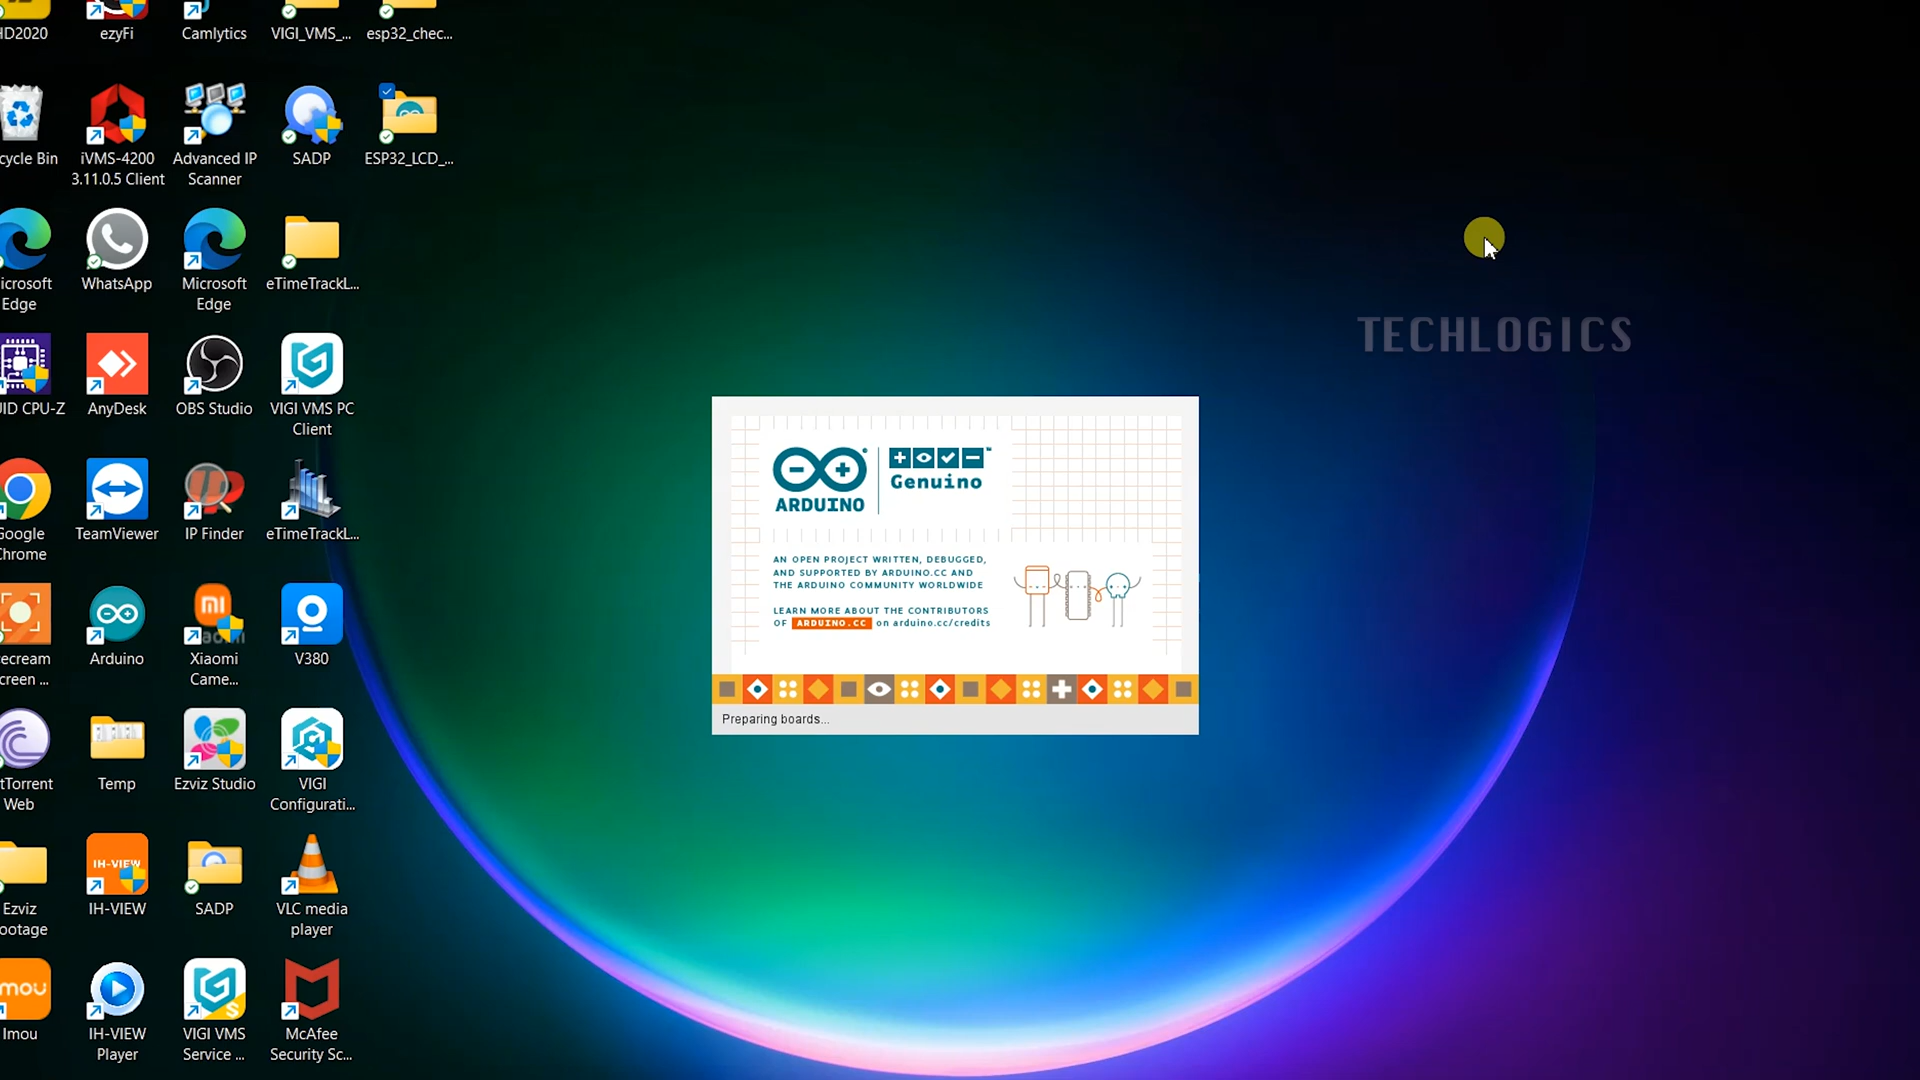 HD2020
ezyFi
Camlytics
VIGI_VMS_...
esp32_chec...
cycle Bin
iVMS-4200
3.11.0.5 Client
Advanced IP
Scanner
SADP
ESP32_LCD_...
icrosoft
Edge
WhatsApp
Microsoft
Edge
eTimeTrackL...
UID CPU-Z
AnyDesk
OBS Studio
VIGI VMS PC
Client
TECHLOGICS
Google
Chrome
TeamViewer
IP Finder
eTimeTrackL...
ARDUINO
Genuino
AN OPEN PROJECT WRITTEN, DEBUGGED,
AND SUPPORTED BY ARDUINO.CC AND
THE ARDUINO COMMUNITY WORLDWIDE
LEARN MORE ABOUT THE CONTRIBUTORS
OF ARDUINO.CC on arduino.cc/credits
Preparing boards...
ecream
creen ...
Arduino
Xiaomi
Came...
V380
tTorrent
Web
Temp
Ezviz Studio
VIGI
Configurati...
Ezviz
ootage
IH-VIEW
IH-VIEW
SADP
VLC media
player
imou
Imou
IH-VIEW
Player
VIGI VMS
Service ...
McAfee
Security Sc...